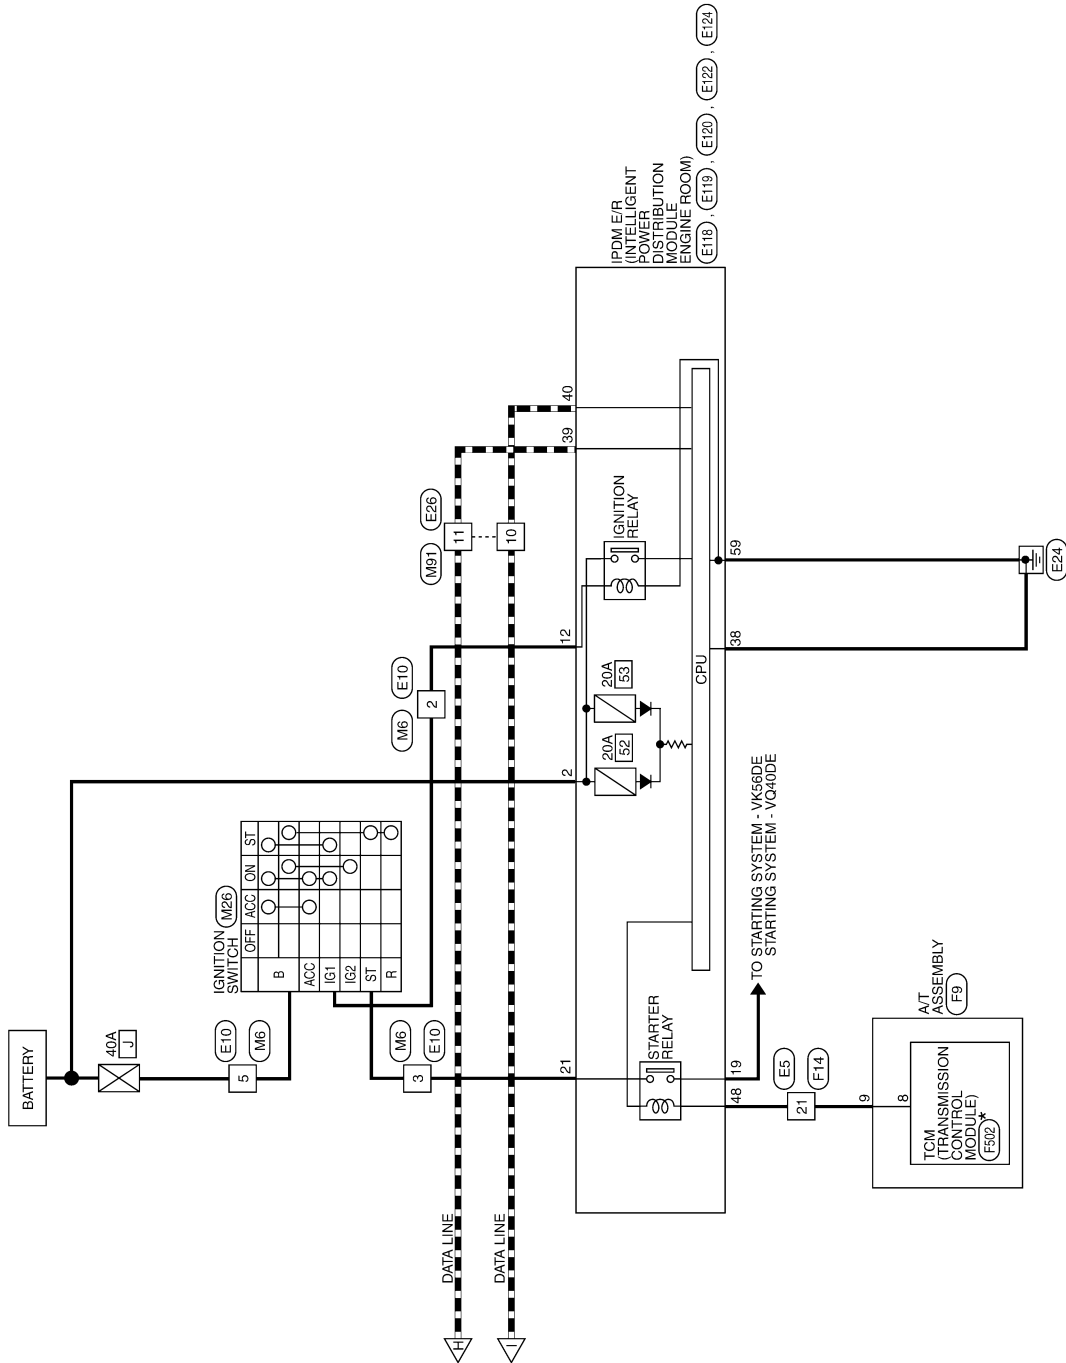 BATTERY
40A
J
E10
M6
5
IGNITION
SWITCH
M26
OFF
ACC
ON
ST
B
ACC
IG1
IG2
ST
R
M6
E10
3
M6
E10
2
M91
E26
11
10
DATA LINE
H
DATA LINE
I
21
2
12
39
40
IPDM E/R
(INTELLIGENT
POWER
DISTRIBUTION
MODULE
ENGINE ROOM)
E118 , E119 , E120 , E122 , E124
STARTER
RELAY
20A
52
20A
53
IGNITION
RELAY
CPU
48
19
38
59
TO STARTING SYSTEM - VK56DE
STARTING SYSTEM - VQ40DE
E5
F14
21
A/T
ASSEMBLY
F9
9
8
TCM
(TRANSMISSION
CONTROL
MODULE)
F502 *
E24